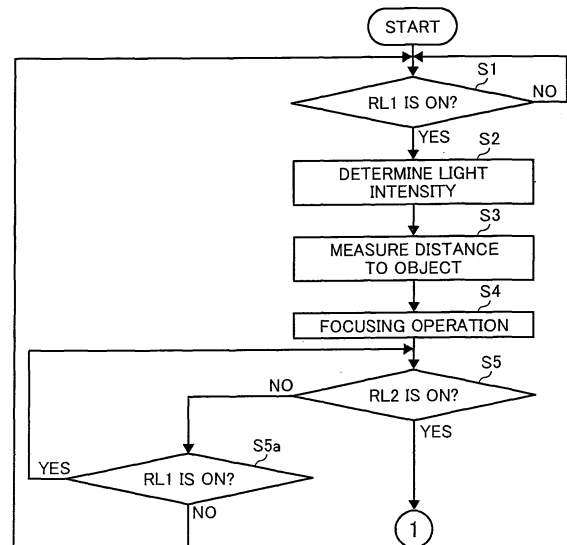 START
S1
RL1 IS ON?
NO
YES
S2
DETERMINE LIGHT
INTENSITY
S3
MEASURE DISTANCE
TO OBJECT
S4
FOCUSING OPERATION
S5
NO
RL2 IS ON?
YES
S5a
YES
RL1 IS ON?
NO
1